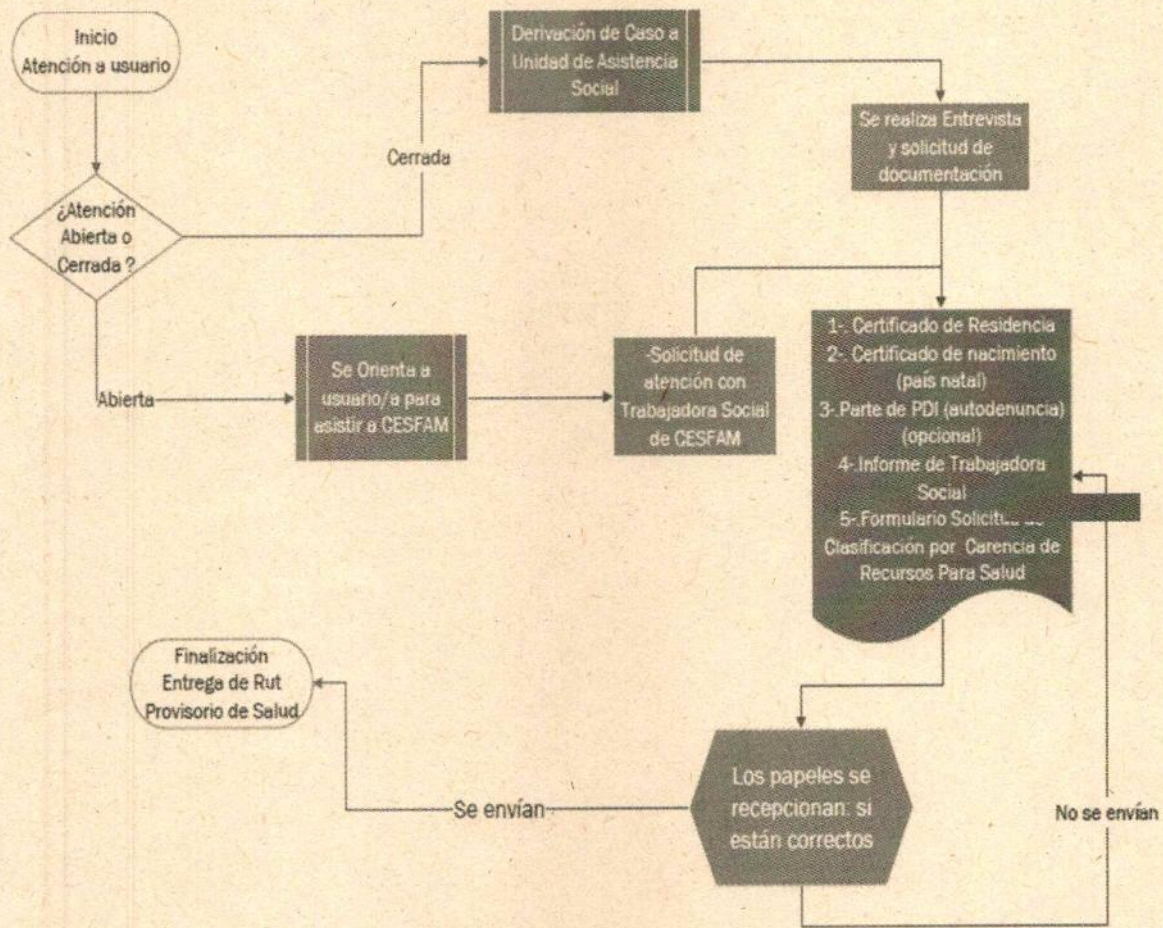 Inicio
Atención a usuario
Derivación de Caso a
Unidad de Asistencia
Social
Se realiza Entrevista
y solicitud de
documentación
Cerrada
¿Atención
Abierta o
Cerrada ?
Abierta
Se Orienta a
usuario/a para
asistir a CESFAM
-Solicitud de
atención con
Trabajadora Social
de CESFAM
1-. Certificado de Residencia
2-. Certificado de nacimiento
(país natal)
3-.Parte de PDI (autodenuncia)
(opcional)
4-.Informe de Trabajadora
Social
5-.Formulario de
Clasificación por Carencia de
Recursos Para Salud
Finalización
Entrega de Rut
Provisorio de Salud
Se envían
Los papeles se
recepcionan: si
están correctos
No se envían